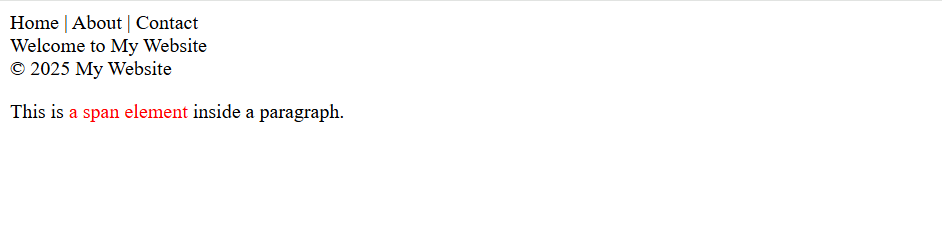 Home | About | Contact
Welcome to My Website
© 2025 My Website
This is a span element inside a paragraph.